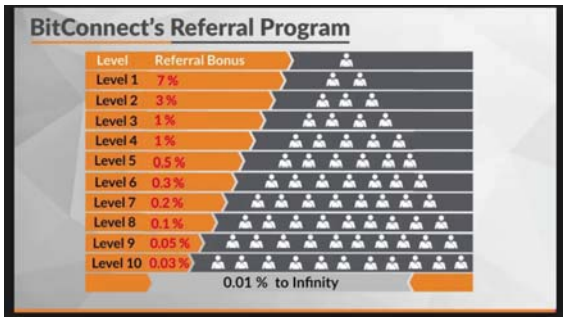 BitConnect's Referral Program
Level Referral Bonus
Level 1 7 %
Level 2 3 %
Level 3 1 %
Level 4 1 %
Level 5 0.5 %
Level 6 0.3 %
Level 7 0.2 %
Level 8 0.1 %
Level 9 0.05 %
Level 10 0.03 %
0.01 % to Infinity